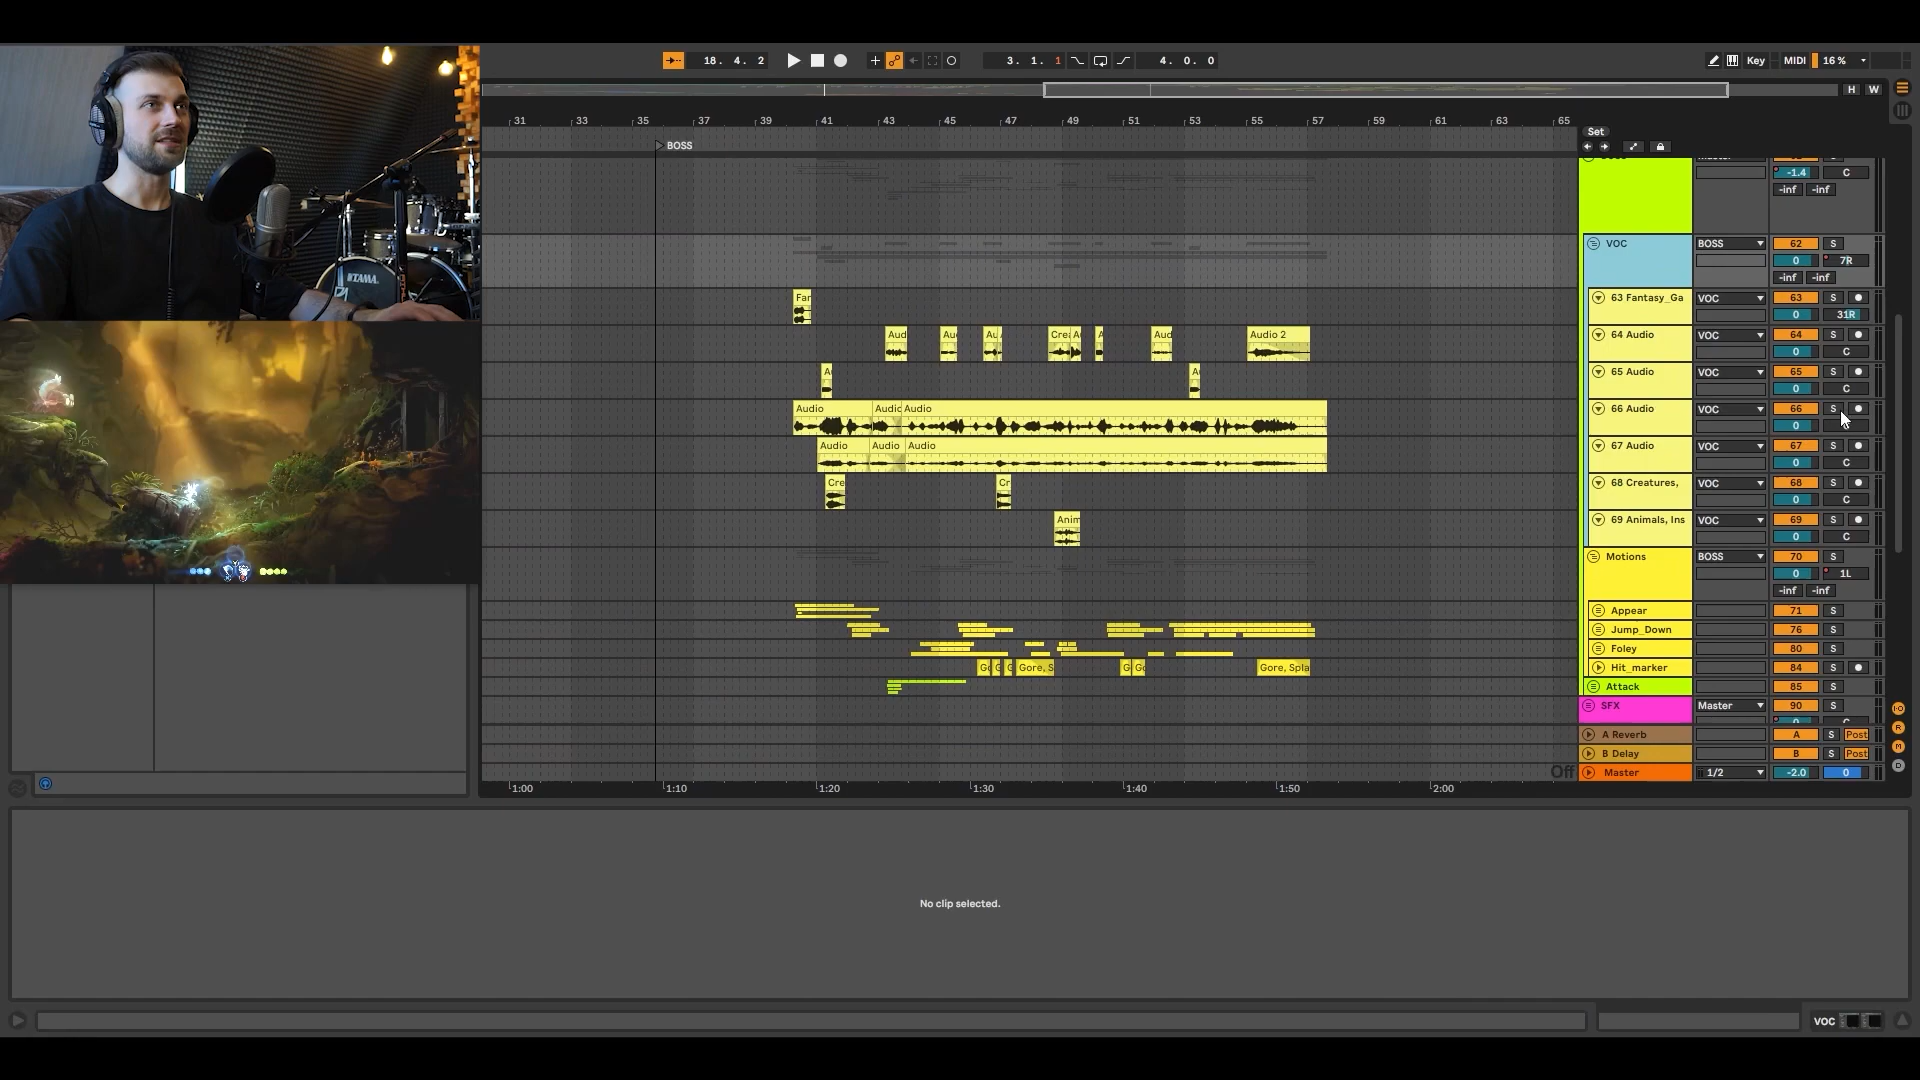 18. 4. 2
3. 1. 1
4. 0. 0
Key
MIDI
16 %
H W
31 33 35 37 39 41 43 45 47 49 51 53 55 57 59 61 63 65
Set
BOSS
-1.4 C
-inf -inf
VOC BOSS 62 S
0 7R
-inf -inf
Fan 63 Fantasy_Ga VOC 63 S
0 31R
Aud Crea Aud Audio 2 64 Audio VOC 64 S
0 C
65 Audio VOC 65 S
0 C
Audio Audio Audio 66 Audio VOC 66 S
0
Audio Audio Audio 67 Audio VOC 67 S
0 C
Cre Cr 68 Creatures, VOC 68 S
0 C
Anim 69 Animals, Ins VOC 69 S
0 C
Motions BOSS 70 S
0 1L
-inf -inf
Appear 71 S
Jump_Down 76 S
Foley 80 S
Gore, S Gore, Spla Hit_marker 84 S
Attack 85 S
SFX Master 90 S
A Reverb A S Post
B Delay B S Post
Off Master 1/2 -2.0 0
1:00 1:10 1:20 1:30 1:40 1:50 2:00
TAMA
No clip selected.
VOC